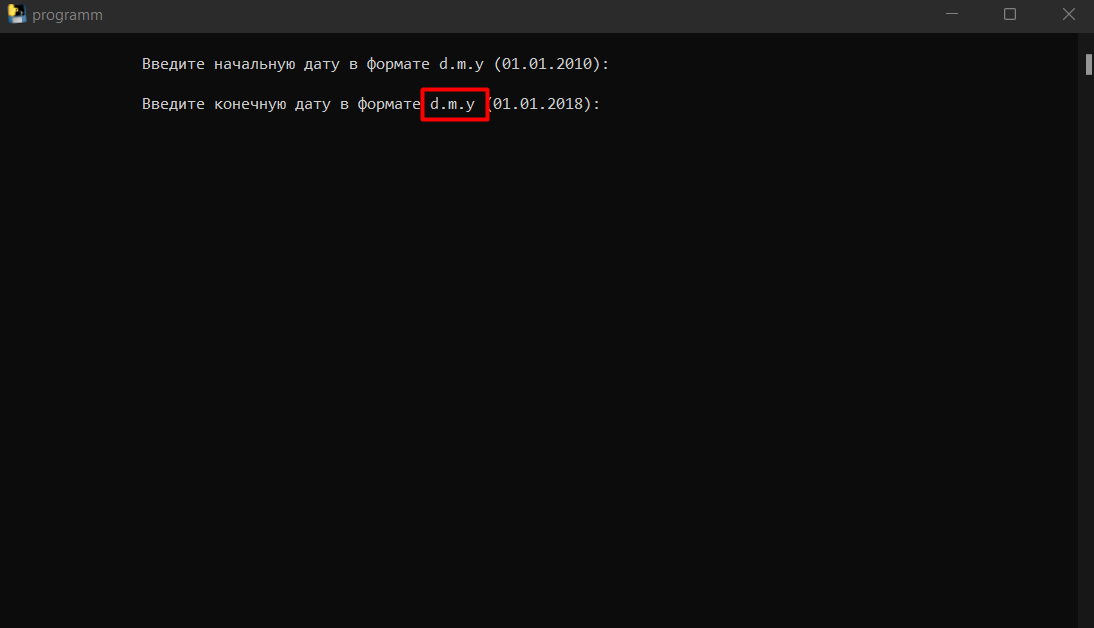 programm
Введите начальную дату в формате d.m.y (01.01.2010):
Введите конечную дату в формате d.m.y (01.01.2018):